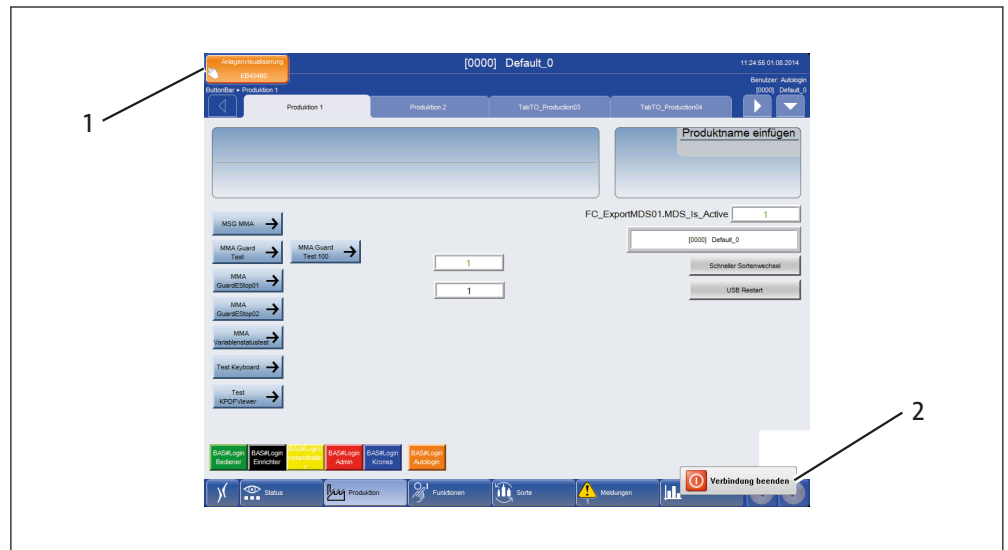 Anlagenvisualisierung
KB40460
[0000] Default_0
11:24:55 01.08.2014
Benutzer Autologin
ButtonBar ▸ Produktion 1
[0000] Default_0
Produktion 1
Produktion 2
TabTO_Production03
TabTO_Production04
1
Produktname einfügen
FC_ExportMDS01.MDS_Is_Active
1
MSG MMA
[0000] Default_0
MMA Guard
Test
MMA Guard
Test 100
1
Schneller Sortenwechsel
MMA
GuardEStop01
1
USB Restart
MMA
GuardEStop02
MMA
Variablenstatustest
Test Keyboard
Test
KPDFViewer
2
BAS#Login
Bediener
BAS#Login
Einrichter
BAS#Login
BAS#Login
Admin
BAS#Login
Krones
BAS#Login
Autologin
Verbindung beenden
Status
Produktion
Funktionen
Sorte
Meldungen